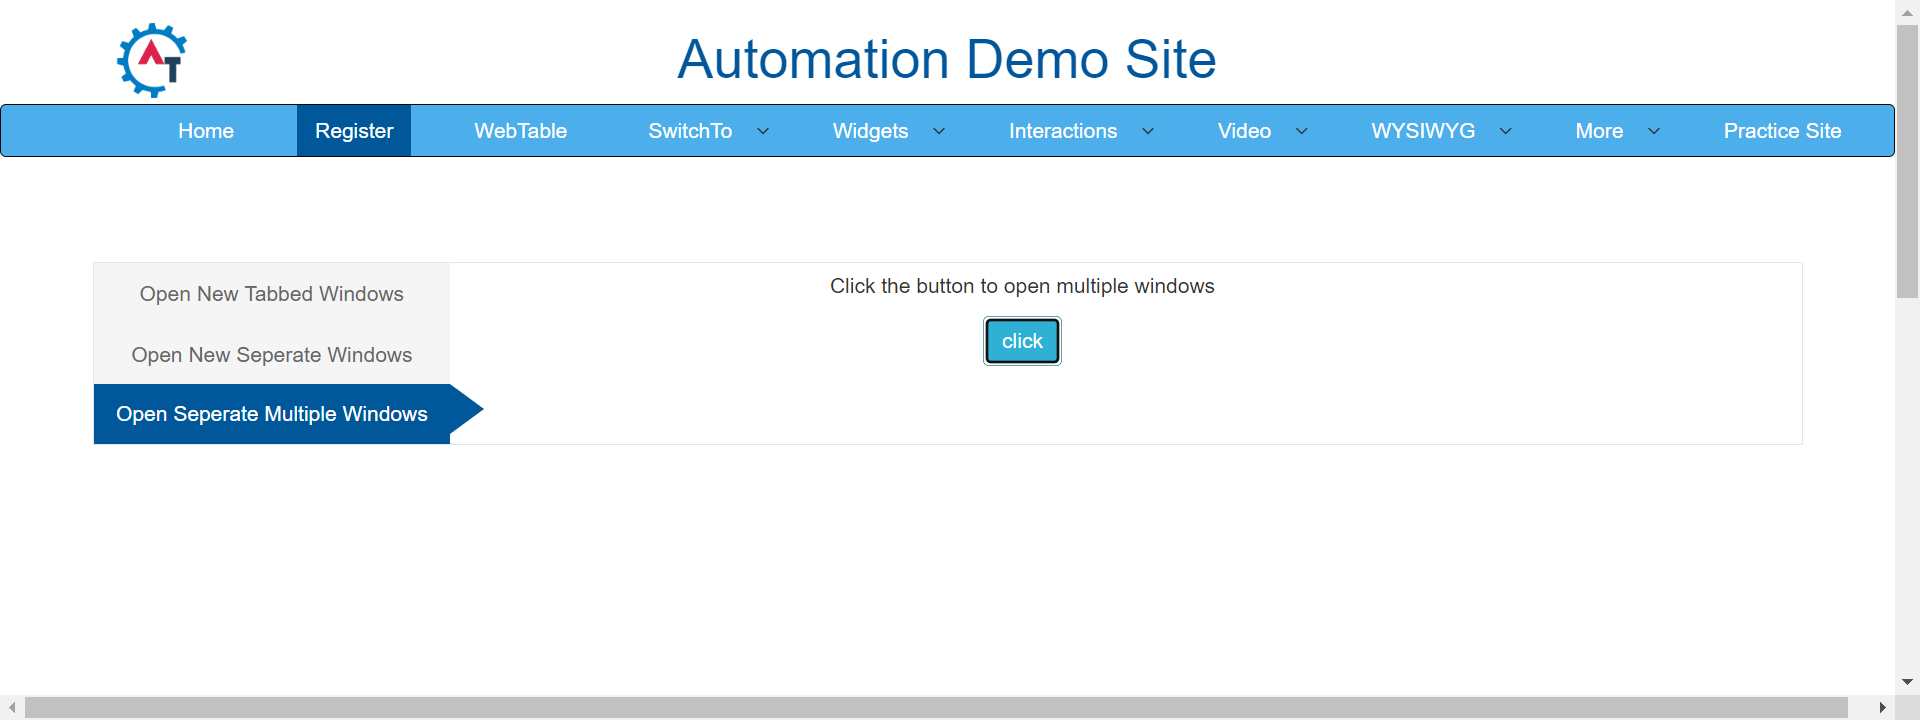 AT
Automation Demo Site
Home Register WebTable SwitchTo Widgets Interactions Video WYSIWYG More Practice Site
Open New Tabbed Windows
Open New Seperate Windows
Open Seperate Multiple Windows
Click the button to open multiple windows
click